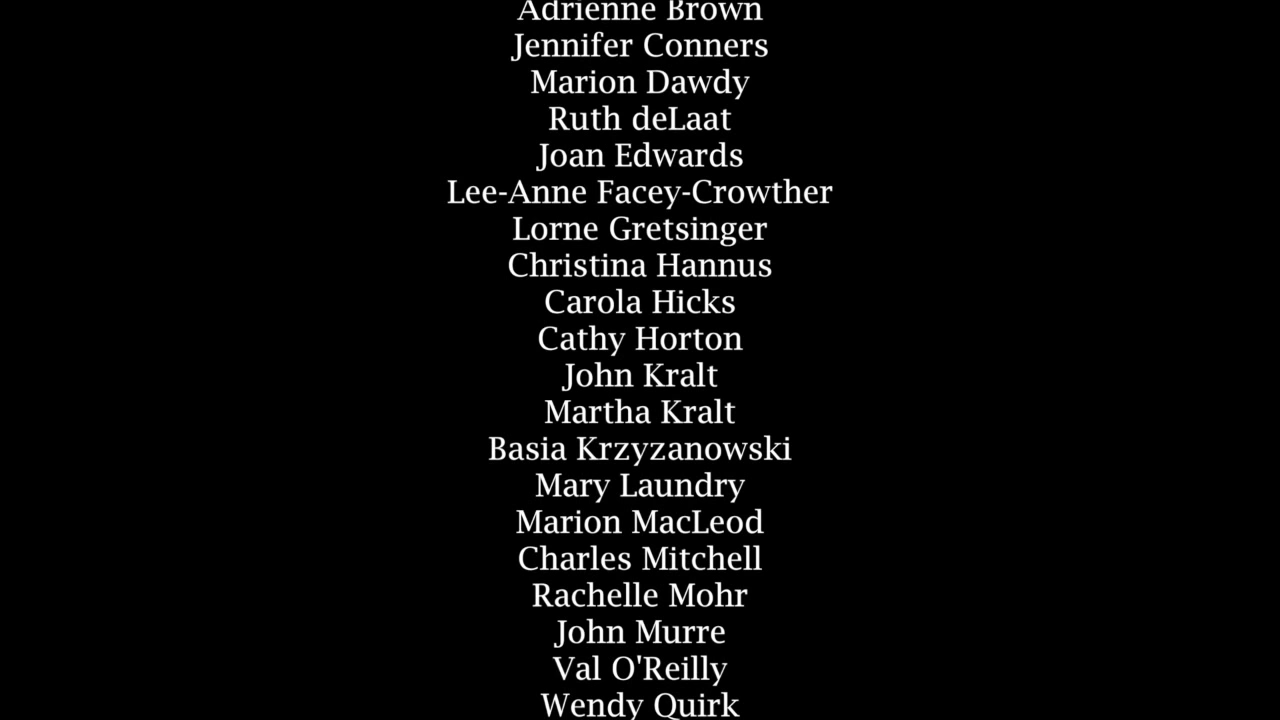 Adrienne Brown
Jennifer Conners
Marion Dawdy
Ruth deLaat
Joan Edwards
Lee-Anne Facey-Crowther
Lorne Gretsinger
Christina Hannus
Carola Hicks
Cathy Horton
John Kralt
Martha Kralt
Basia Krzyzanowski
Mary Laundry
Marion MacLeod
Charles Mitchell
Rachelle Mohr
John Murre
Val O'Reilly
Wendy Quirk